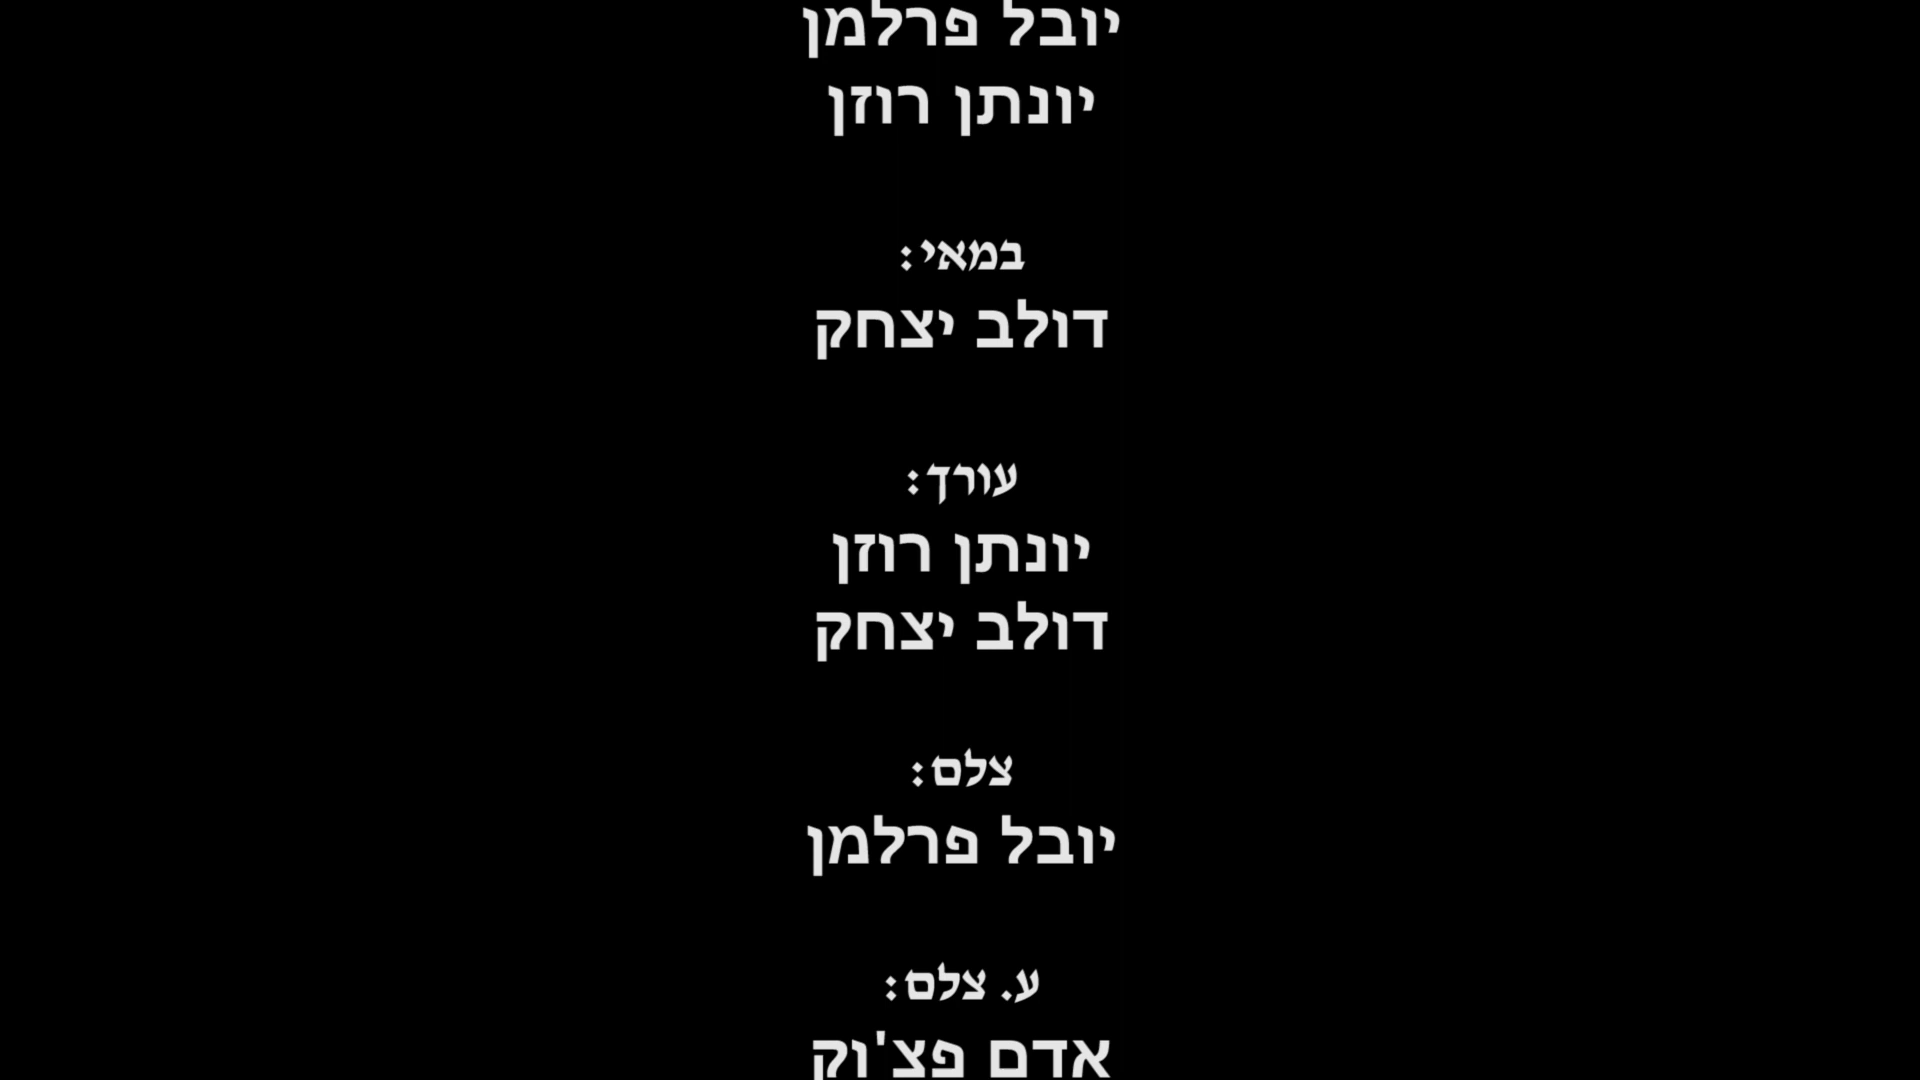 יובל פרלמן
יונתן רוזן
במאי:
דולב יצחק
עורך:
יונתן רוזן
דולב יצחק
צלם:
יובל פרלמן
ע. צלם:
אדם פצ'וק